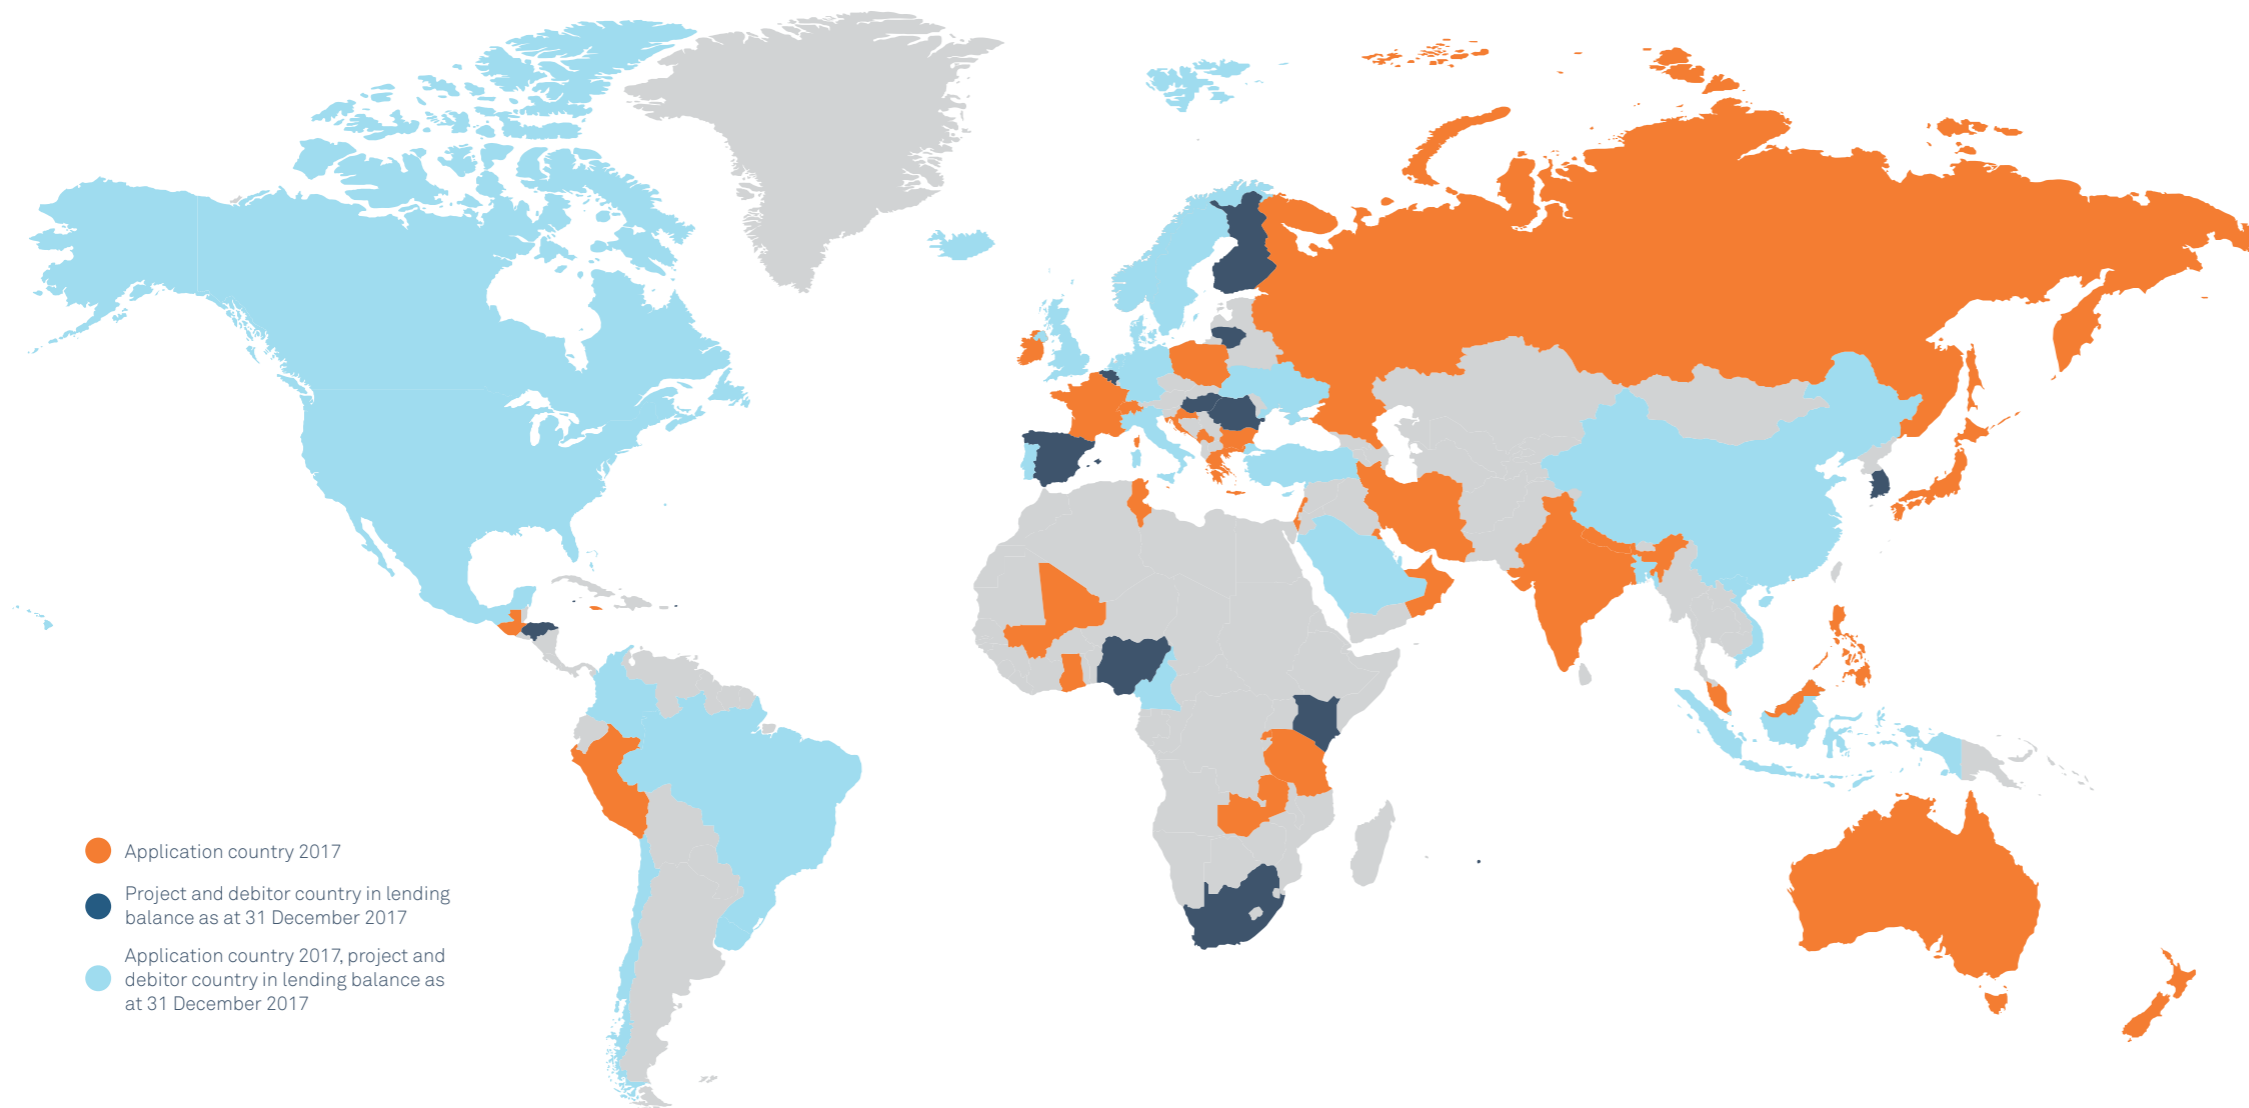 Application country 2017
Project and debitor country in lending
balance as at 31 December 2017
Application country 2017, project and
debitor country in lending balance as
at 31 December 2017